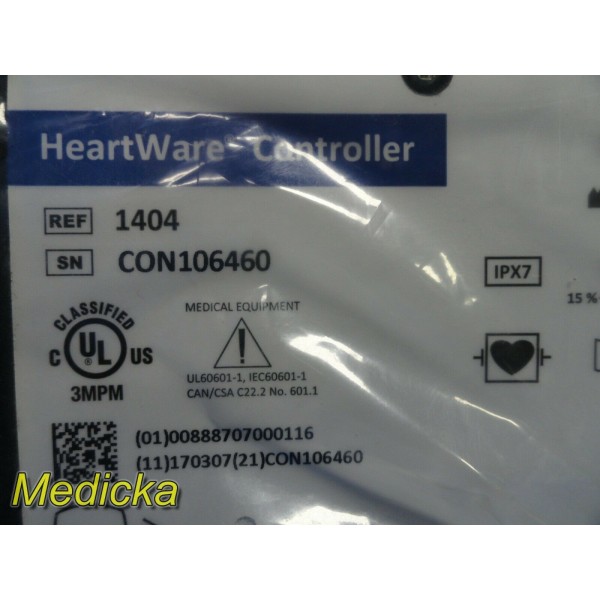 HeartWare Controller
REF 1404
SN CON106460
IPX7
15 %
CLASSIFIED
C UL US
3MPM
MEDICAL EQUIPMENT
UL60601-1, IEC60601-1
CAN/CSA C22.2 No. 601.1
(01)00888707000116
(11)170307(21)CON106460
Medicka